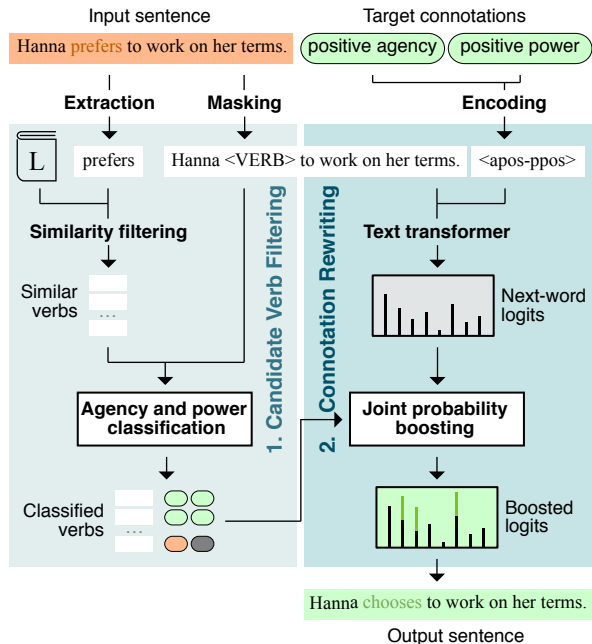 Input sentence
Target connotations
Hanna prefers to work on her terms.
positive agency
positive power
Extraction
Masking
Encoding
L
prefers
Hanna <VERB> to work on her terms.
<apos-ppos>
Similarity filtering
Text transformer
Similar
verbs
...
Next-word
logits
1. Candidate Verb Filtering
2. Connotation Rewriting
Agency and power
classification
Joint probability
boosting
Classified
verbs
...
Boosted
logits
Hanna chooses to work on her terms.
Output sentence